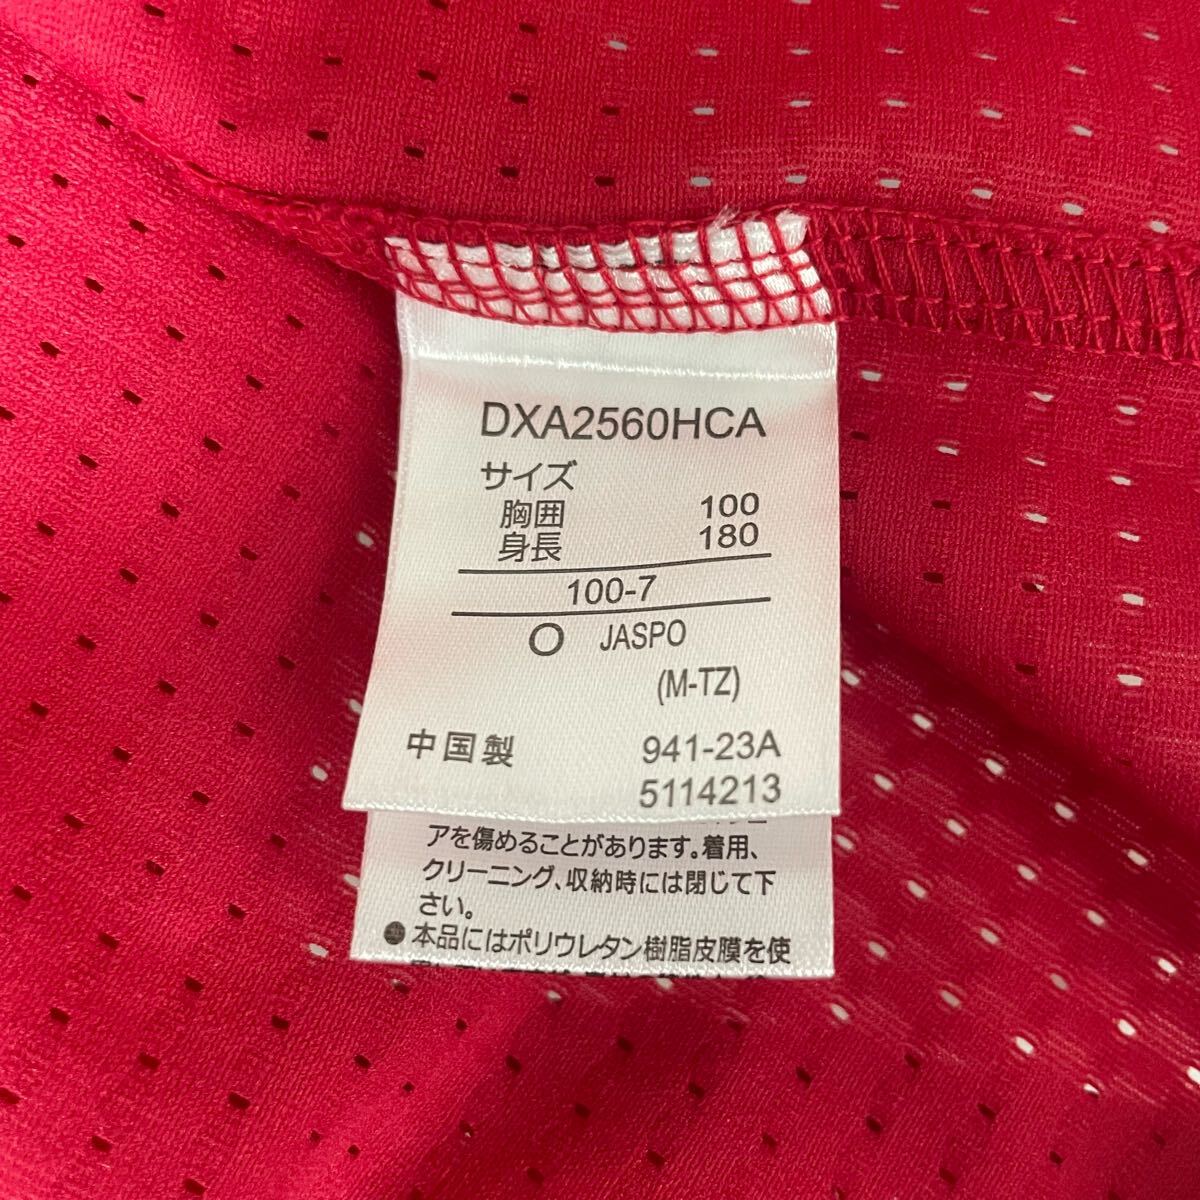 DXA2560HCA
サイズ
胸囲 100
身長 180
100-7
O JASPO
(M-TZ)
中国製 941-23A
5114213
アを傷めることがあります。着用、
クリーニング、収納時には閉じて下
さい。
●本品にはポリウレタン樹脂皮膜を使